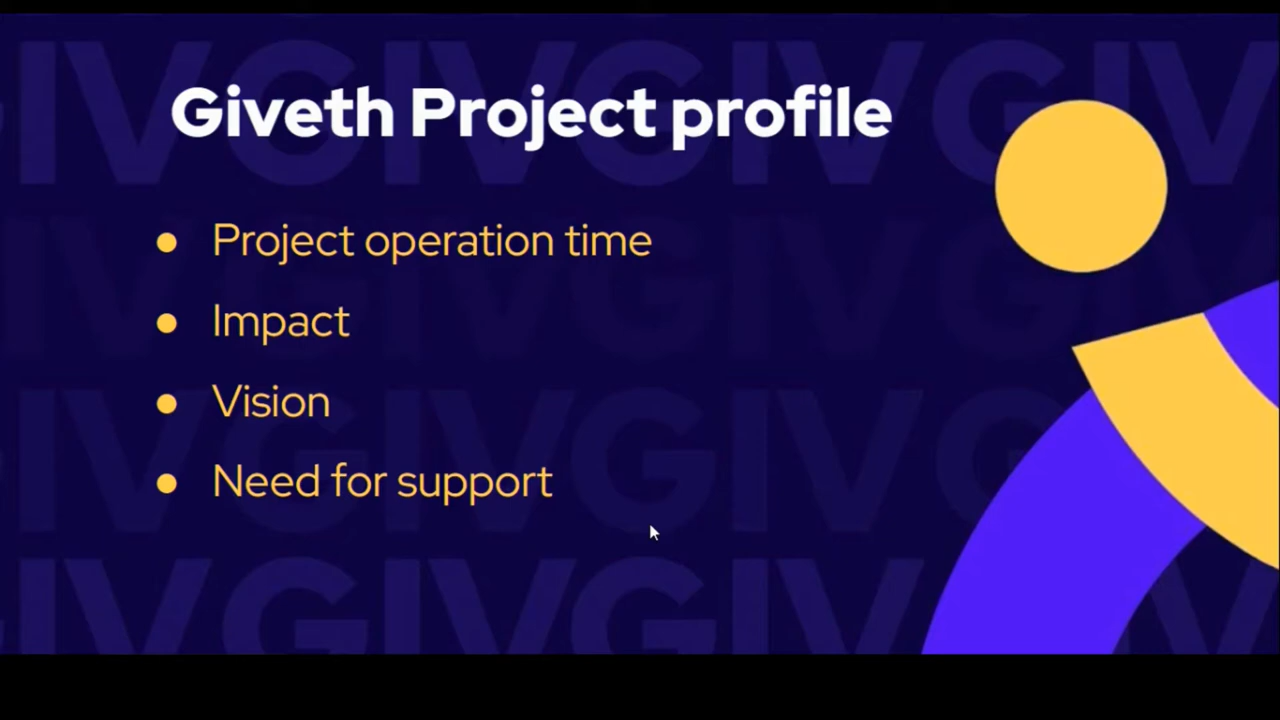 Giveth Project profile
● Project operation time
● Impact
● Vision
● Need for support